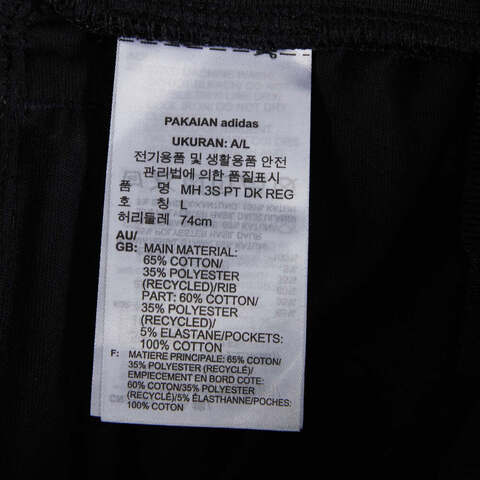 PAKAIAN adidas
UKURAN: A/L
전기용품 및 생활용품 안전
관리법에 의한 품질표시
품 명 MH 3S PT DK REG
호 칭 L
허리둘레 74cm
AU/
GB: MAIN MATERIAL:
65% COTTON/
35% POLYESTER
(RECYCLED)/RIB
PART: 60% COTTON/
35% POLYESTER
(RECYCLED)/
5% ELASTANE/POCKETS:
100% COTTON
F: MATIERE PRINCIPALE: 65% COTON/
35% POLYESTER (RECYCLÉ)/
EMPIECEMENT EN BORD COTE:
60% COTON/35% POLYESTER
(RECYCLÉ)/5% ÉLASTHANNE/POCHES:
100% COTON